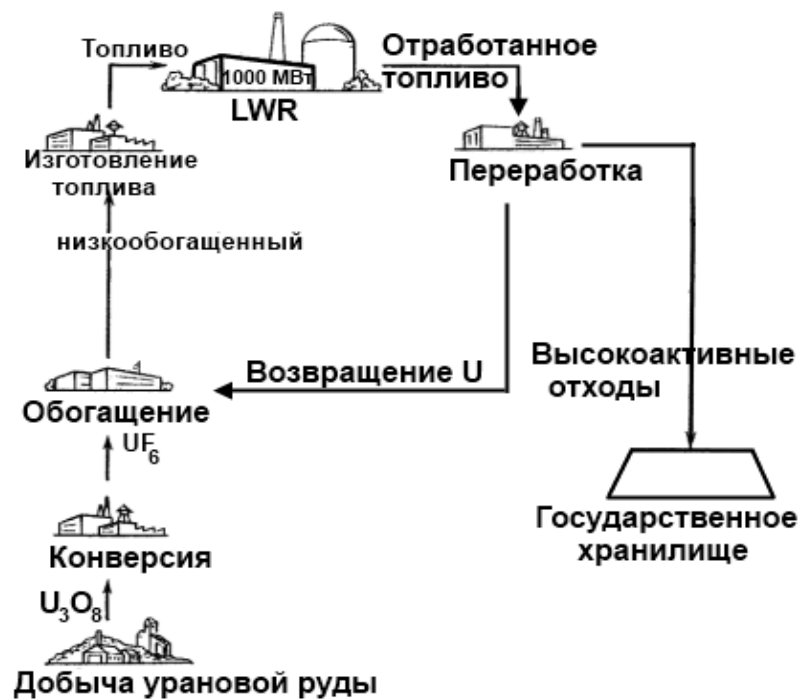 Топливо
1000 МВт
LWR
Отработанное
топливо
Изготовление
топлива
Переработка
низкообогащенный
Возвращение U
Высокоактивные
отходы
Обогащение
UF₆
Государственное
хранилище
Конверсия
U₃O₈
Добыча урановой руды